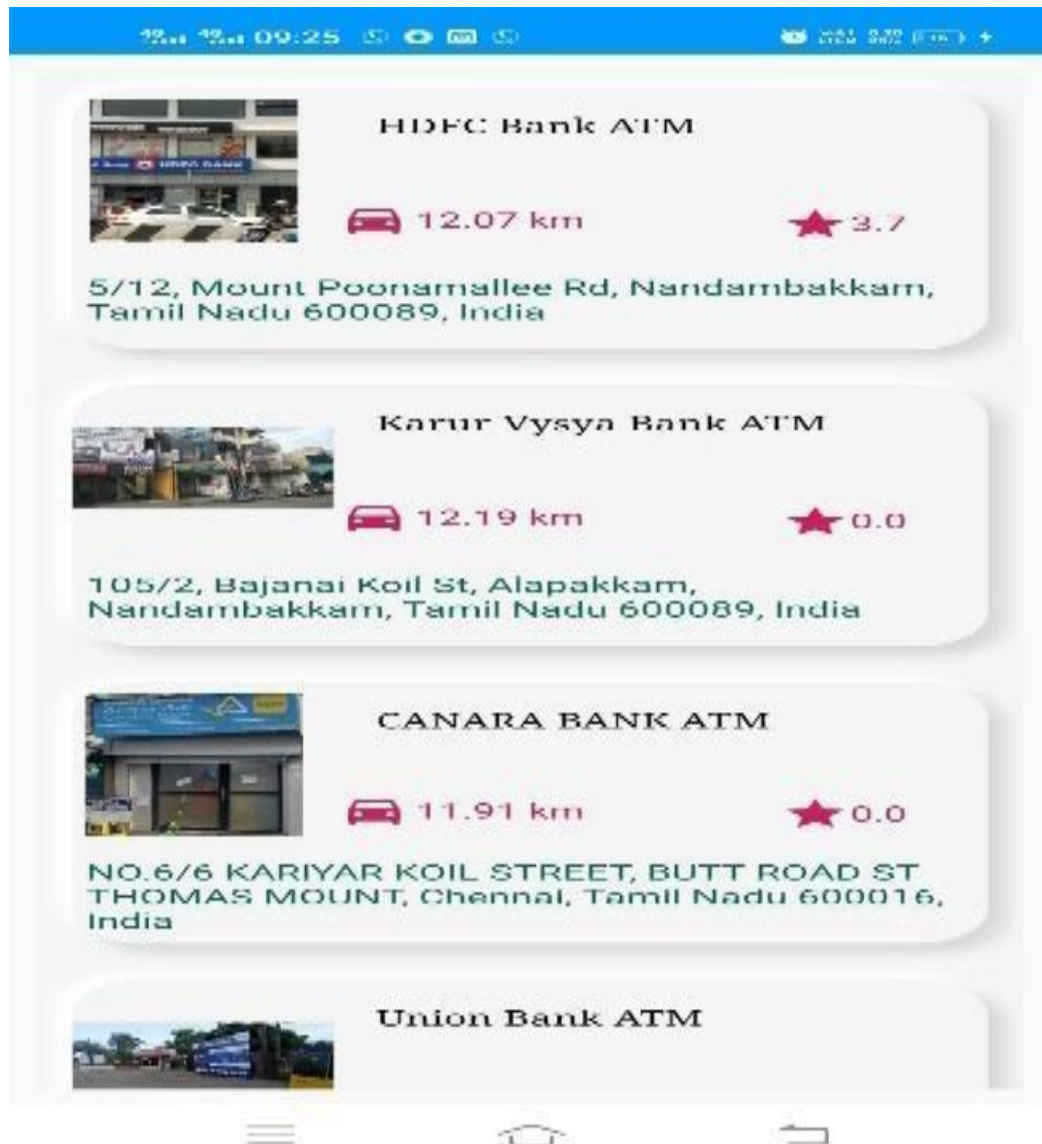 09:25
HDFC Bank ATM
HDFC BANK
12.07 km
3.7
5/12, Mount Poonamallee Rd, Nandambakkam,
Tamil Nadu 600089, India
Karur Vysya Bank ATM
12.19 km
0.0
105/2, Bajanai Koil St, Alapakkam,
Nandambakkam, Tamil Nadu 600089, India
CANARA BANK ATM
11.91 km
0.0
NO.6/6 KARIYAR KOIL STREET, BUTT ROAD ST
THOMAS MOUNT, Chennai, Tamil Nadu 600016,
India
Union Bank ATM